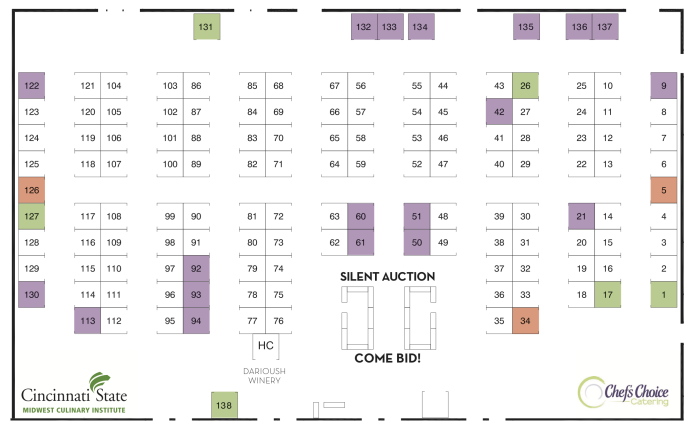 131 132 133 134 135 136 137
122 121 104 103 86 85 68 67 56 55 44 43 26 25 10 9
123 120 105 102 87 84 69 66 57 54 45 42 27 24 11 8
124 119 106 101 88 83 70 65 58 53 46 41 28 23 12 7
125 118 107 100 89 82 71 64 59 52 47 40 29 22 13 6
126 5
127 117 108 99 90 81 72 63 60 51 48 39 30 21 14 4
128 116 109 98 91 80 73 62 61 50 49 38 31 20 15 3
129 115 110 97 92 79 74 37 32 19 16 2
SILENT AUCTION
130 114 111 96 93 78 75 36 33 18 17 1
113 112 95 94 77 76 35 34
HC
COME BID!
DARIOUSH
WINERY
Cincinnati State
MIDWEST CULINARY INSTITUTE
138
Chef's Choice
Catering